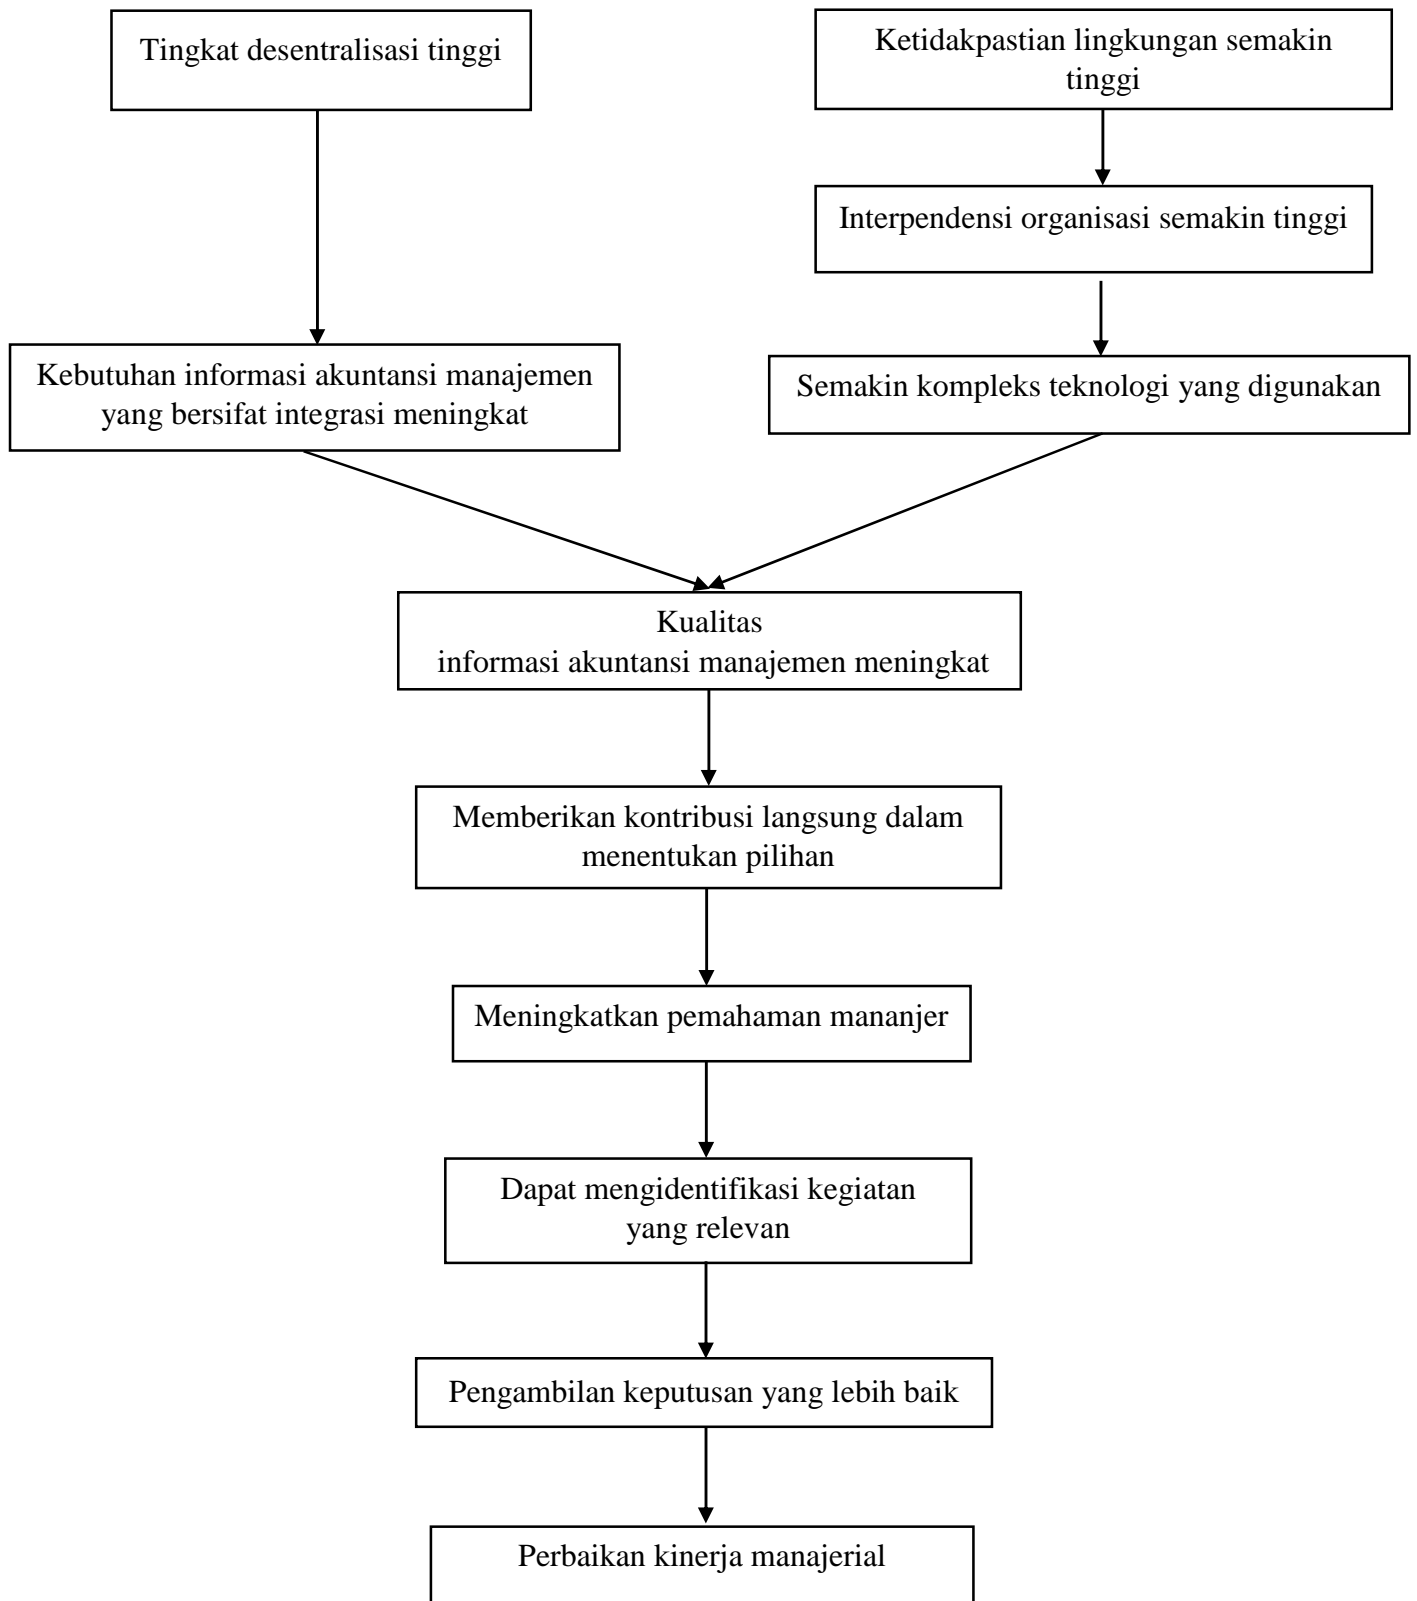 Tingkat desentralisasi tinggi
Ketidakpastian lingkungan semakin
tinggi
Interpendensi organisasi semakin tinggi
Kebutuhan informasi akuntansi manajemen
yang bersifat integrasi meningkat
Semakin kompleks teknologi yang digunakan
Kualitas
informasi akuntansi manajemen meningkat
Memberikan kontribusi langsung dalam
menentukan pilihan
Meningkatkan pemahaman mananjer
Dapat mengidentifikasi kegiatan
yang relevan
Pengambilan keputusan yang lebih baik
Perbaikan kinerja manajerial